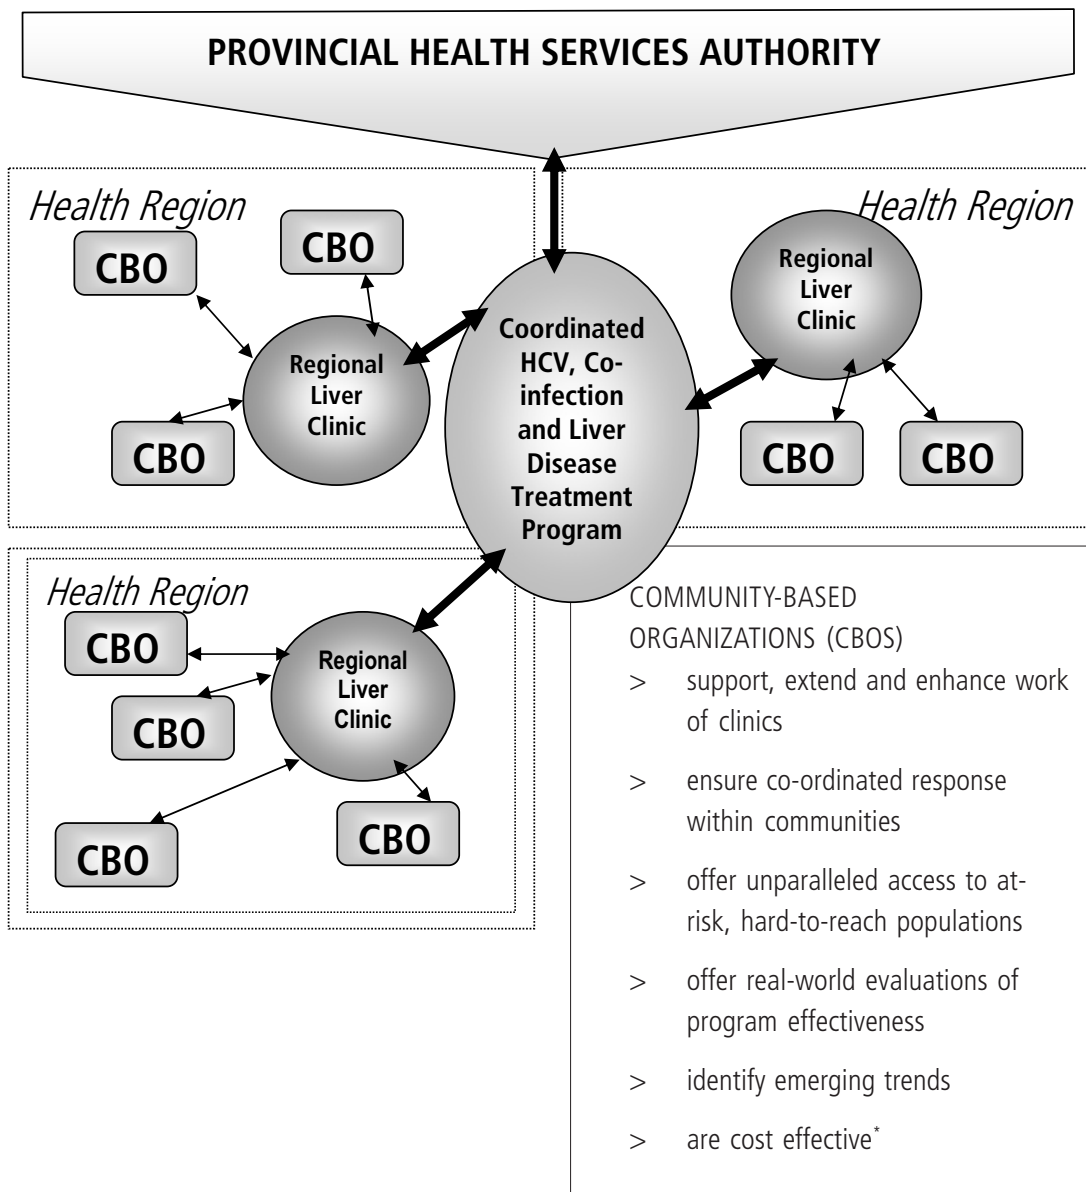 PROVINCIAL HEALTH SERVICES AUTHORITY
Health Region
CBO
CBO
Regional
Liver
Clinic
CBO
Coordinated
HCV, Co-
infection
and Liver
Disease
Treatment
Program
Health Region
Regional
Liver
Clinic
CBO
CBO
Health Region
CBO
CBO
Regional
Liver
Clinic
CBO
CBO
COMMUNITY-BASED
ORGANIZATIONS (CBOS)
> support, extend and enhance work
of clinics
> ensure co-ordinated response
within communities
> offer unparalleled access to at-
risk, hard-to-reach populations
> offer real-world evaluations of
program effectiveness
> identify emerging trends
> are cost effective*